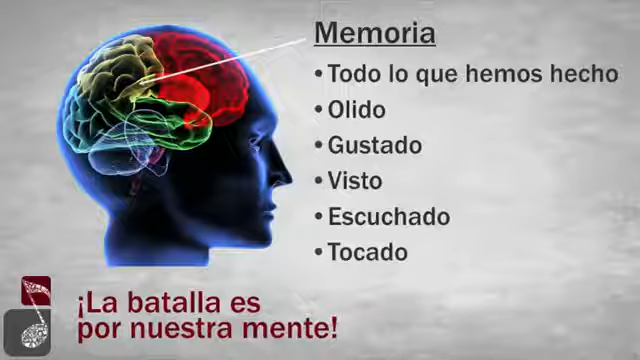 Memoria
• Todo lo que hemos hecho
• Olido
• Gustado
• Visto
• Escuchado
• Tocado
¡La batalla es
por nuestra mente!